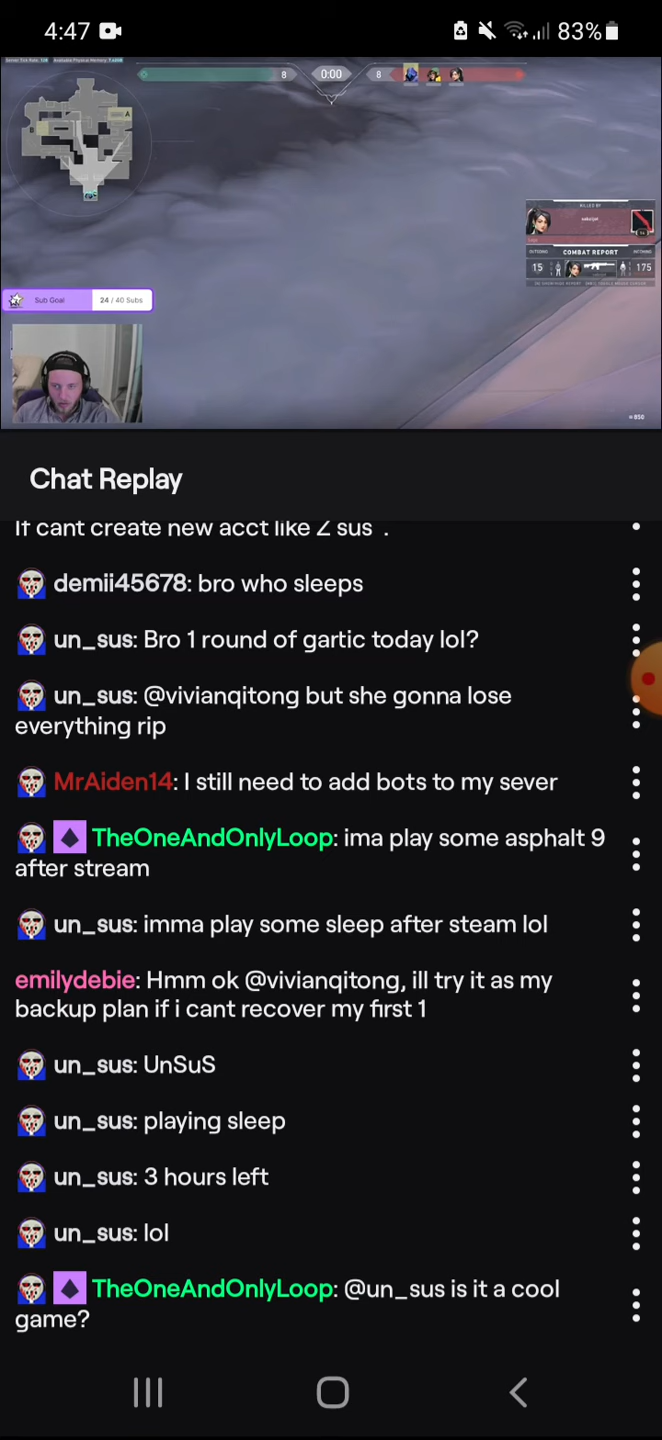 4:47
83%
8
0:00
8
A
KILLED BY
COMBAT REPORT
15
175
Sub Goal
24 / 40 Subs
850
Chat Replay
If cant create new acct like Z sus .
demii45678: bro who sleeps
un_sus: Bro 1 round of gartic today lol?
un_sus: @vivianqitong but she gonna lose
everything rip
MrAiden14: I still need to add bots to my sever
TheOneAndOnlyLoop: ima play some asphalt 9
after stream
un_sus: imma play some sleep after steam lol
emilydebie: Hmm ok @vivianqitong, ill try it as my
backup plan if i cant recover my first 1
un_sus: UnSuS
un_sus: playing sleep
un_sus: 3 hours left
un_sus: lol
TheOneAndOnlyLoop: @un_sus is it a cool
game?